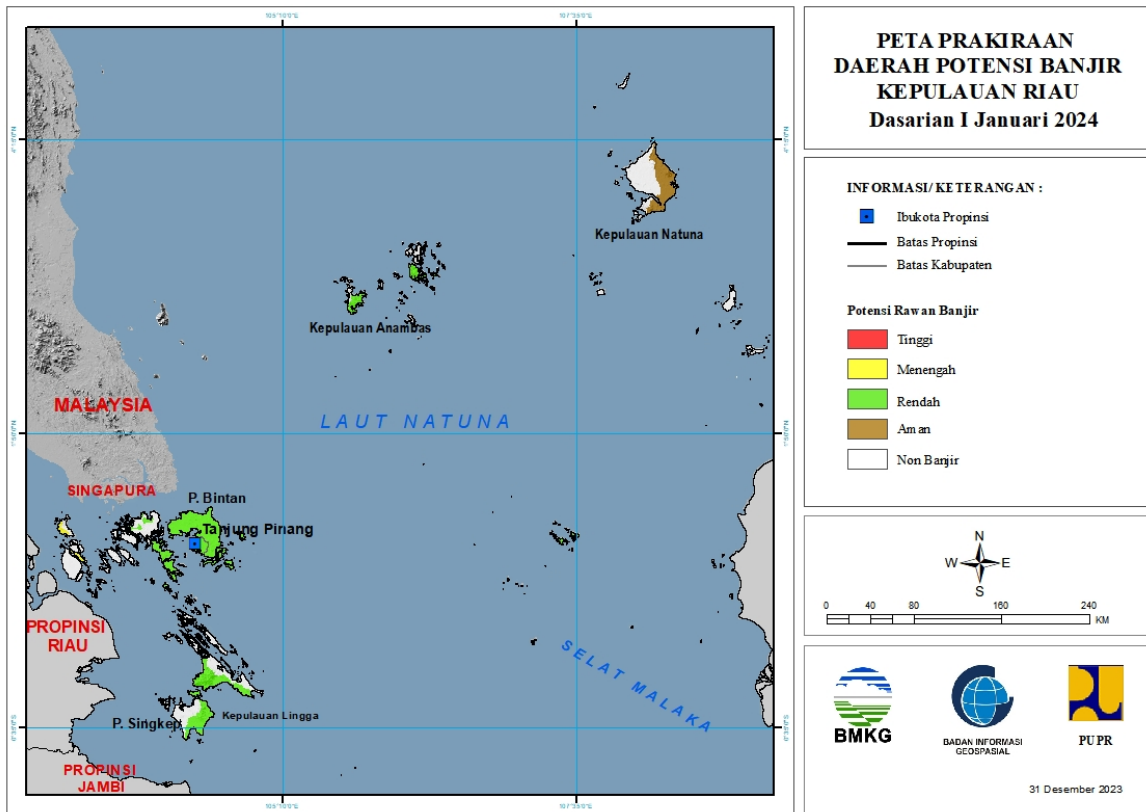 PETA PRAKIRAAN
DAERAH POTENSI BANJIR
KEPULAUAN RIAU
Dasarian I Januari 2024
INFORMASI/ KETERANGAN :
Ibukota Propinsi
Batas Propinsi
Batas Kabupaten
Potensi Rawan Banjir
Tinggi
Menengah
Rendah
Aman
Non Banjir
N
W E
S
0 40 80 160 240
KM
BMKG
BADAN INFORMASI
GEOSPASIAL
PUPR
31 Desember 2023
Kepulauan Natuna
Kepulauan Anambas
MALAYSIA
LAUT NATUNA
SINGAPURA
P. Bintan
Tanjung Pinang
PROPINSI
RIAU
SELAT MALAKA
Kepulauan Lingga
P. Singkep
PROPINSI
JAMBI